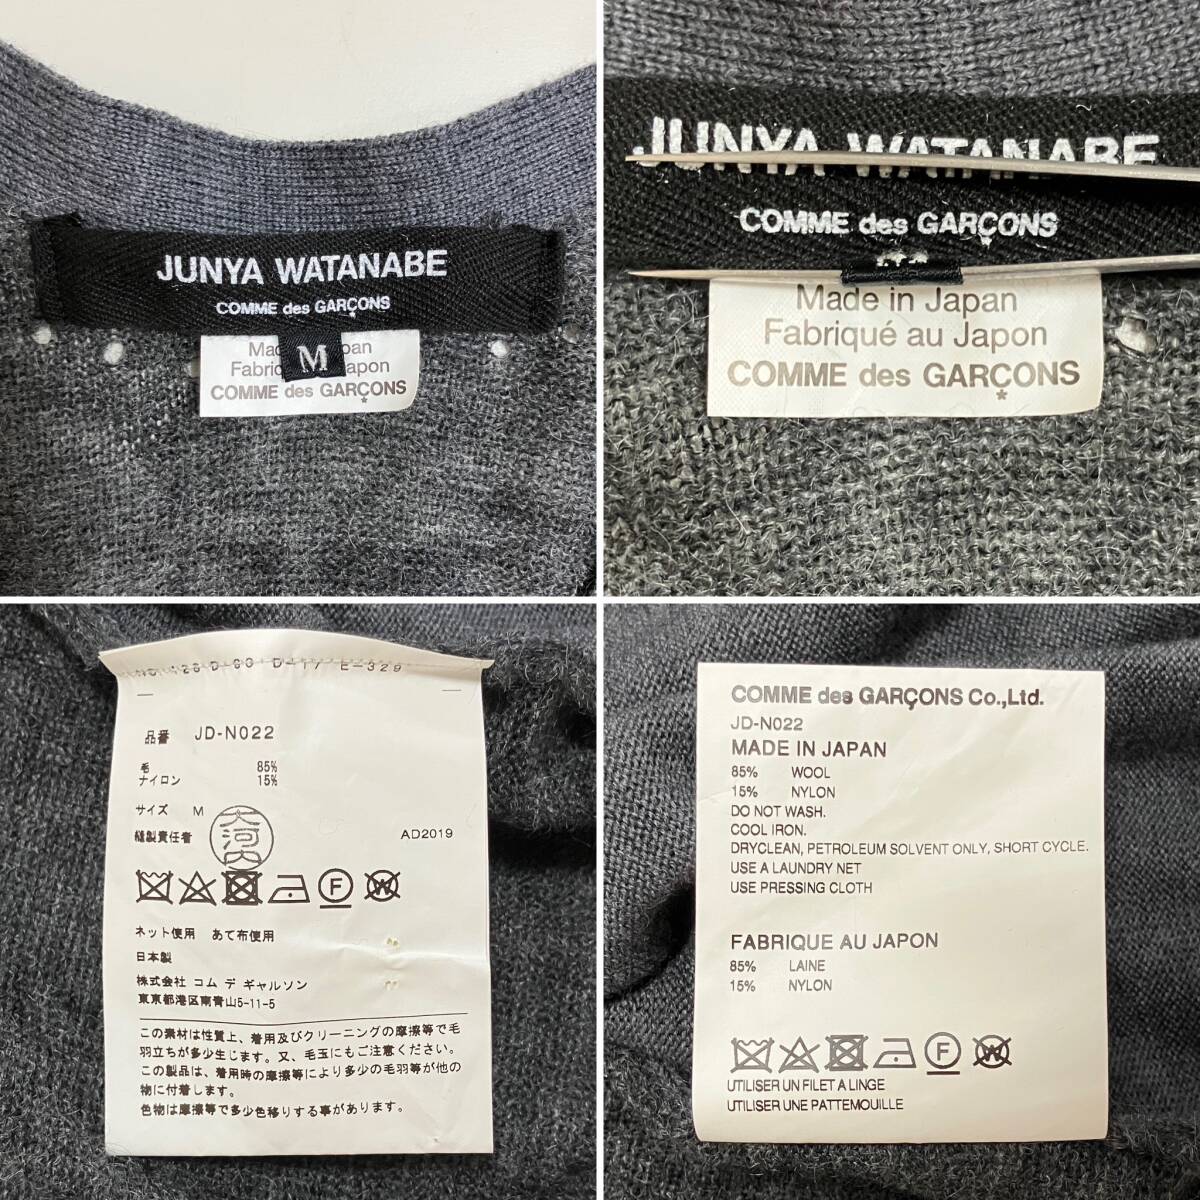 JUNYA WATANABE
COMME des GARÇONS
M
COMME des GARÇONS
JUNYA WATANABE
COMME des GARÇONS
Made in Japan
Fabriqué au Japon
COMME des GARÇONS
E-329
品番 JD-N022
毛 85%
ナイロン 15%
サイズ M
縫製責任者 大河内
AD2019
F W
ネット使用 あて布使用
日本製
株式会社 コム デ ギャルソン
東京都港区南青山5-11-5
この素材は性質上、着用及びクリーニングの摩擦等で毛
羽立ちが多少生じます。又、毛玉にもご注意ください。
この製品は、着用時の摩擦等により多少の毛羽等が他の
物に付着します。
色物は摩擦等で多少色移りする事があります。
COMME des GARÇONS Co.,Ltd.
JD-N022
MADE IN JAPAN
85% WOOL
15% NYLON
DO NOT WASH.
COOL IRON.
DRYCLEAN, PETROLEUM SOLVENT ONLY, SHORT CYCLE.
USE A LAUNDRY NET
USE PRESSING CLOTH
FABRIQUE AU JAPON
85% LAINE
15% NYLON
F W
UTILISER UN FILET A LINGE
UTILISER UNE PATTEMOUILLE